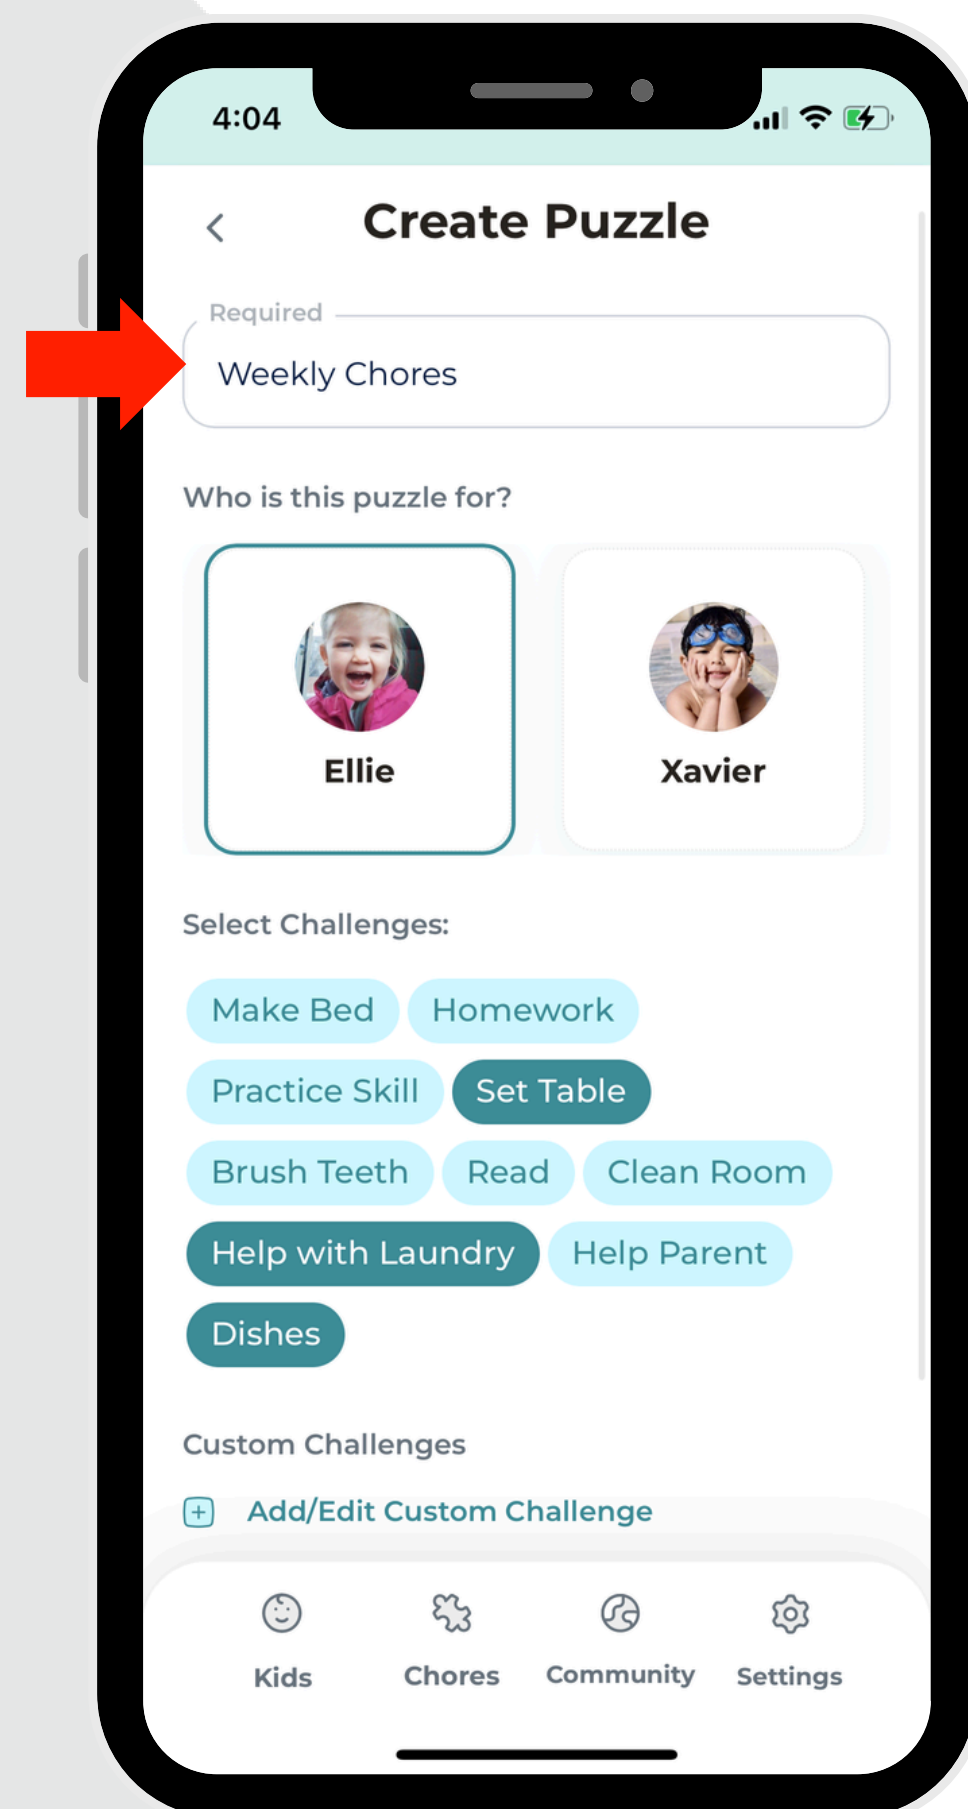 4:04
Create Puzzle
Required
Weekly Chores
Who is this puzzle for?
Ellie Xavier
Select Challenges:
Make Bed Homework
Practice Skill Set Table
Brush Teeth Read Clean Room
Help with Laundry Help Parent
Dishes
Custom Challenges
Add/Edit Custom Challenge
Kids Chores Community Settings